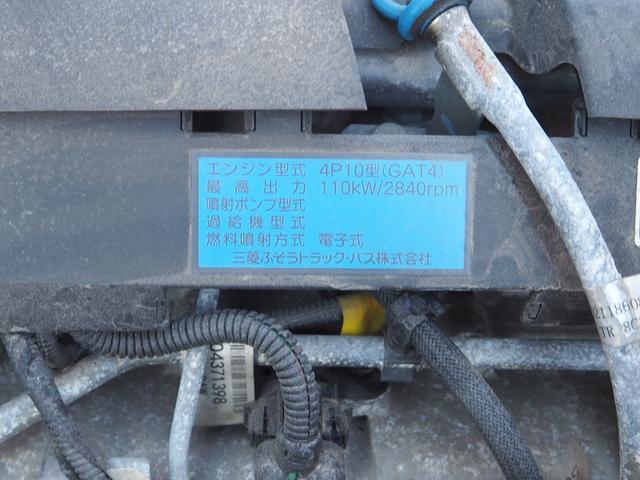 エンジン型式 4P10型(GAT4)
最高出力 110kW/2840rpm
噴射ポンプ型式
過給機型式
燃料噴射方式 電子式
三菱ふそうトラック・バス株式会社
04371398